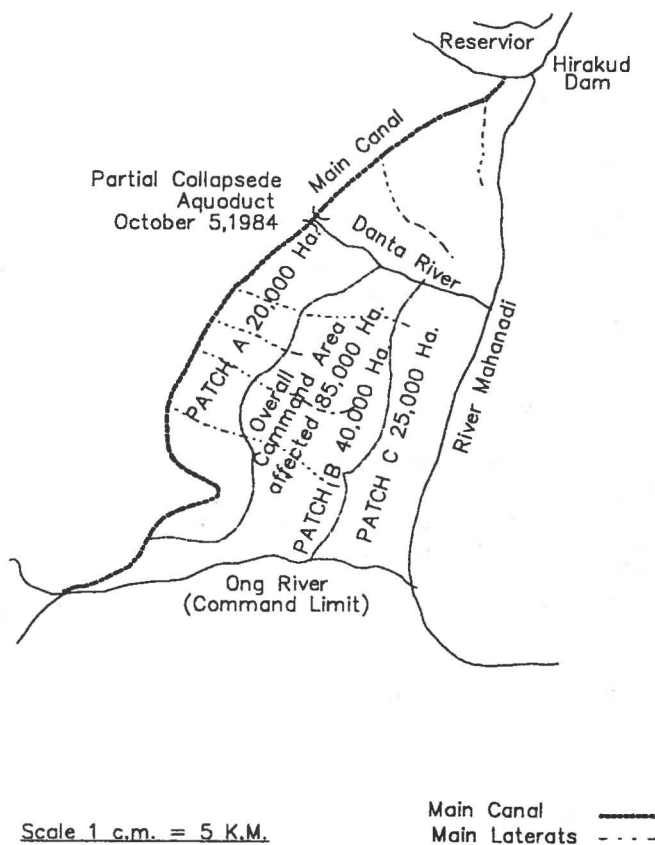 Reservior
Hirakud
Dam
Main Canal
Partial Collapsede
Aquoduct
October 5,1984
Danta River
PATCH A 20,000 Ha.
Overall
Command Area
affected 85,000 Ha.
PATCH B 40,000 Ha.
PATCH C 25,000 Ha.
River Mahanadi
Ong River
(Command Limit)
Scale 1 c.m. = 5 K.M.
Main Canal
Main Laterats